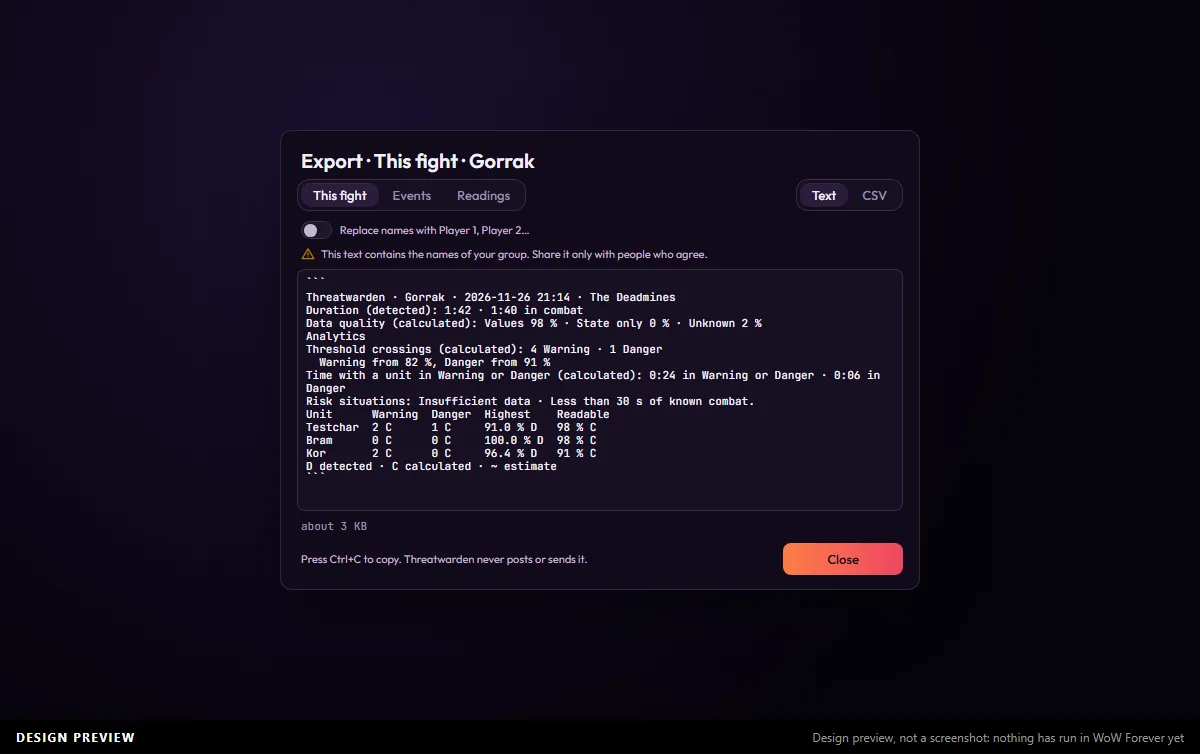 Export · This fight · Gorrak
This fight Events Readings Text CSV
Replace names with Player 1, Player 2...
This text contains the names of your group. Share it only with people who agree.
```
Threatwarden · Gorrak · 2026-11-26 21:14 · The Deadmines
Duration (detected): 1:42 · 1:40 in combat
Data quality (calculated): Values 98 % · State only 0 % · Unknown 2 %
Analytics
Threshold crossings (calculated): 4 Warning · 1 Danger
  Warning from 82 %, Danger from 91 %
Time with a unit in Warning or Danger (calculated): 0:24 in Warning or Danger · 0:06 in
Danger
Risk situations: Insufficient data · Less than 30 s of known combat.
Unit      Warning  Danger  Highest    Readable
Testchar  2 C      1 C     91.0 % D   98 % C
Bram      0 C      0 C     100.0 % D  98 % C
Kor       2 C      0 C     96.4 % D   91 % C
D detected · C calculated · ~ estimate
```
about 3 KB
Press Ctrl+C to copy. Threatwarden never posts or sends it.
Close
DESIGN PREVIEW
Design preview, not a screenshot: nothing has run in WoW Forever yet